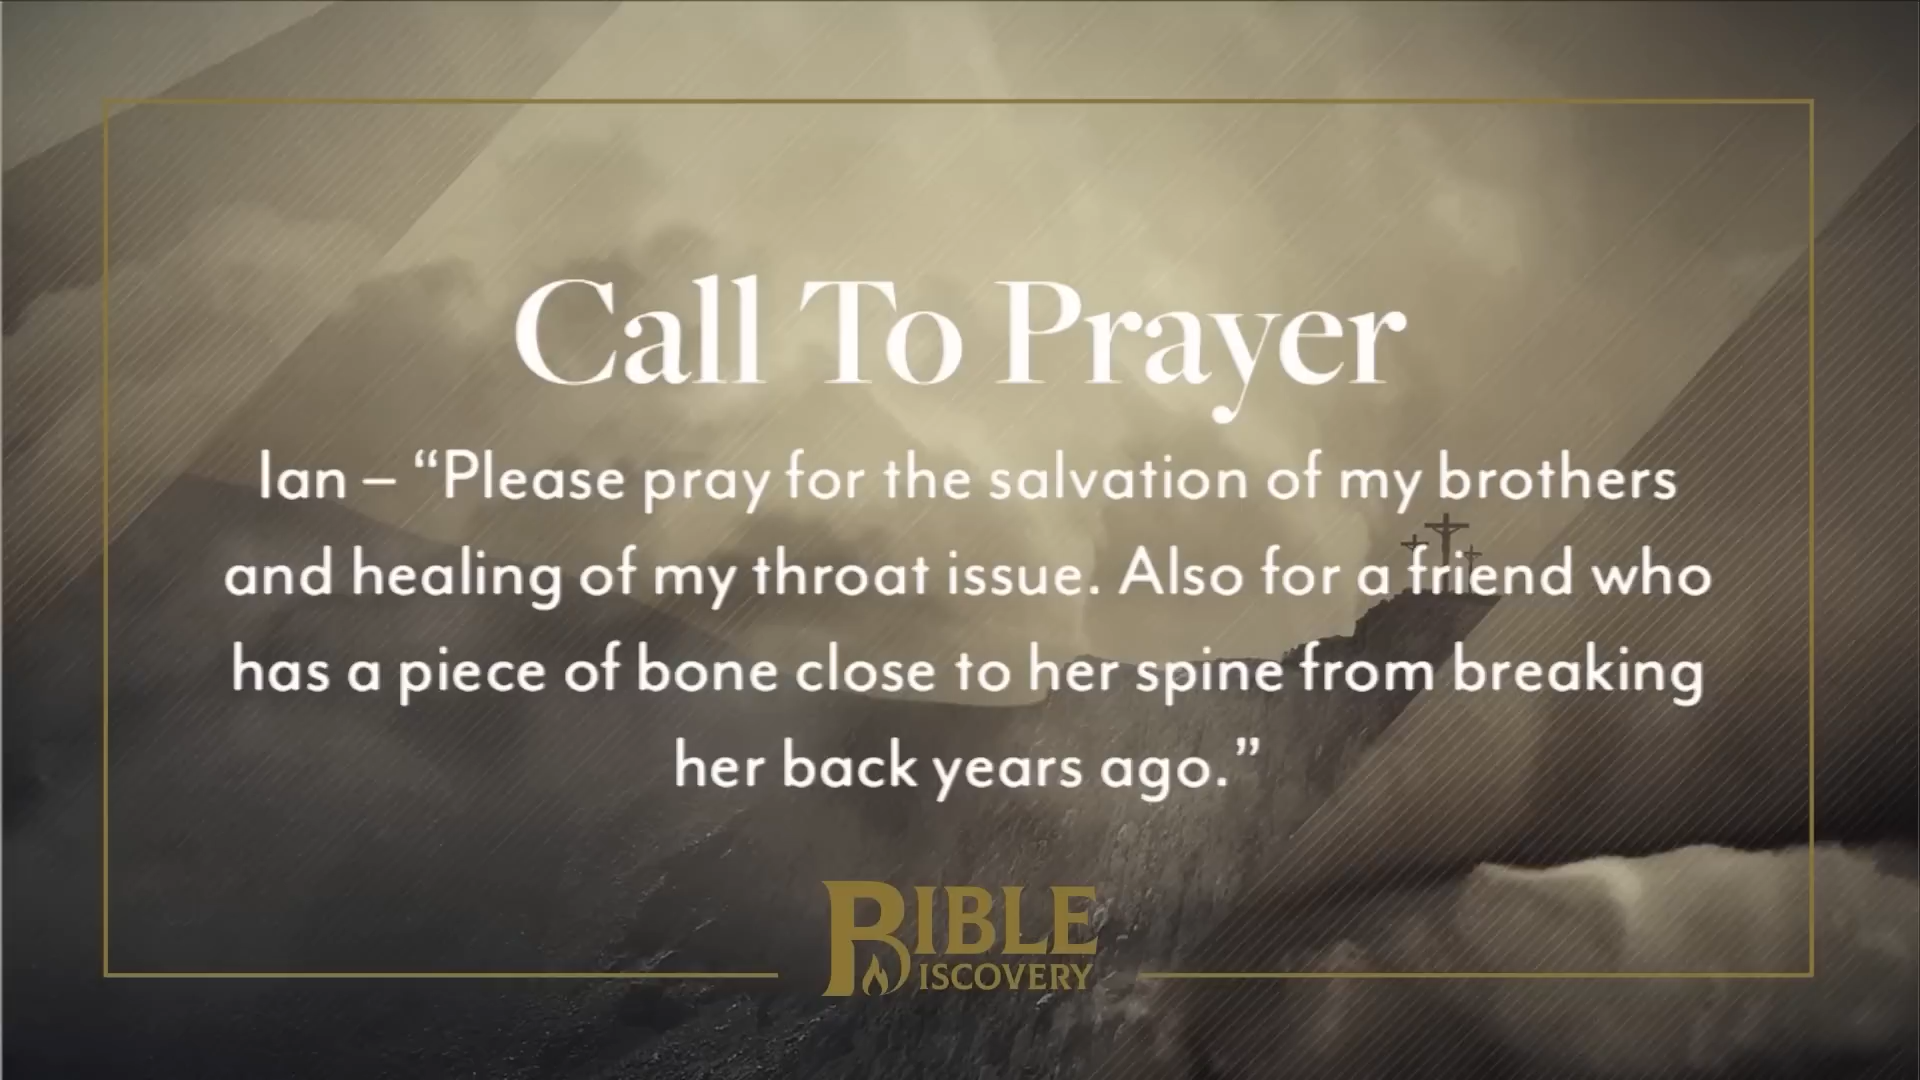 Call To Prayer
Ian – “Please pray for the salvation of my brothers
and healing of my throat issue. Also for a friend who
has a piece of bone close to her spine from breaking
her back years ago.”
BIBLE
DISCOVERY